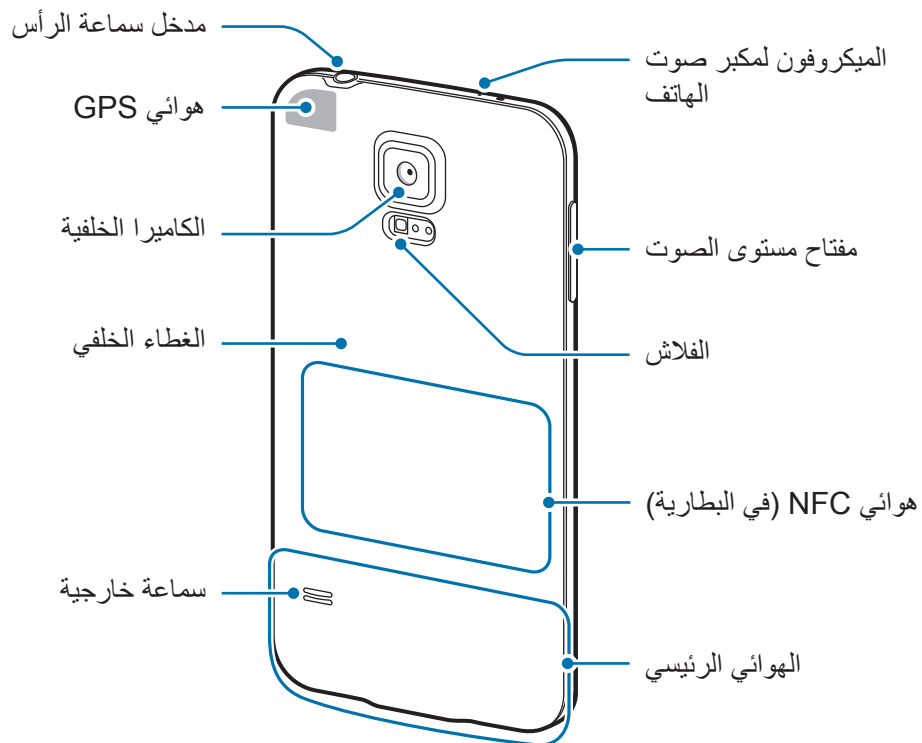 مدخل سماعة الرأس
الميكروفون لمكبر صوت
الهاتف
هوائي GPS
الكاميرا الخلفية
مفتاح مستوى الصوت
الغطاء الخلفي
الفلاش
هوائي NFC (في البطارية)
سماعة خارجية
الهوائي الرئيسي